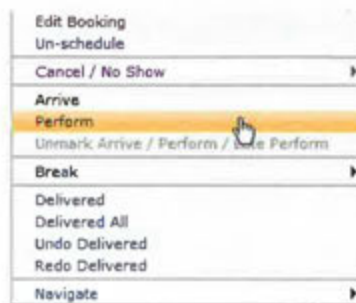 Edit Booking
Un-schedule
Cancel / No Show
Arrive
Perform
Unmark Arrive / Perform / Late Perform
Break
Delivered
Delivered All
Undo Delivered
Redo Delivered
Navigate